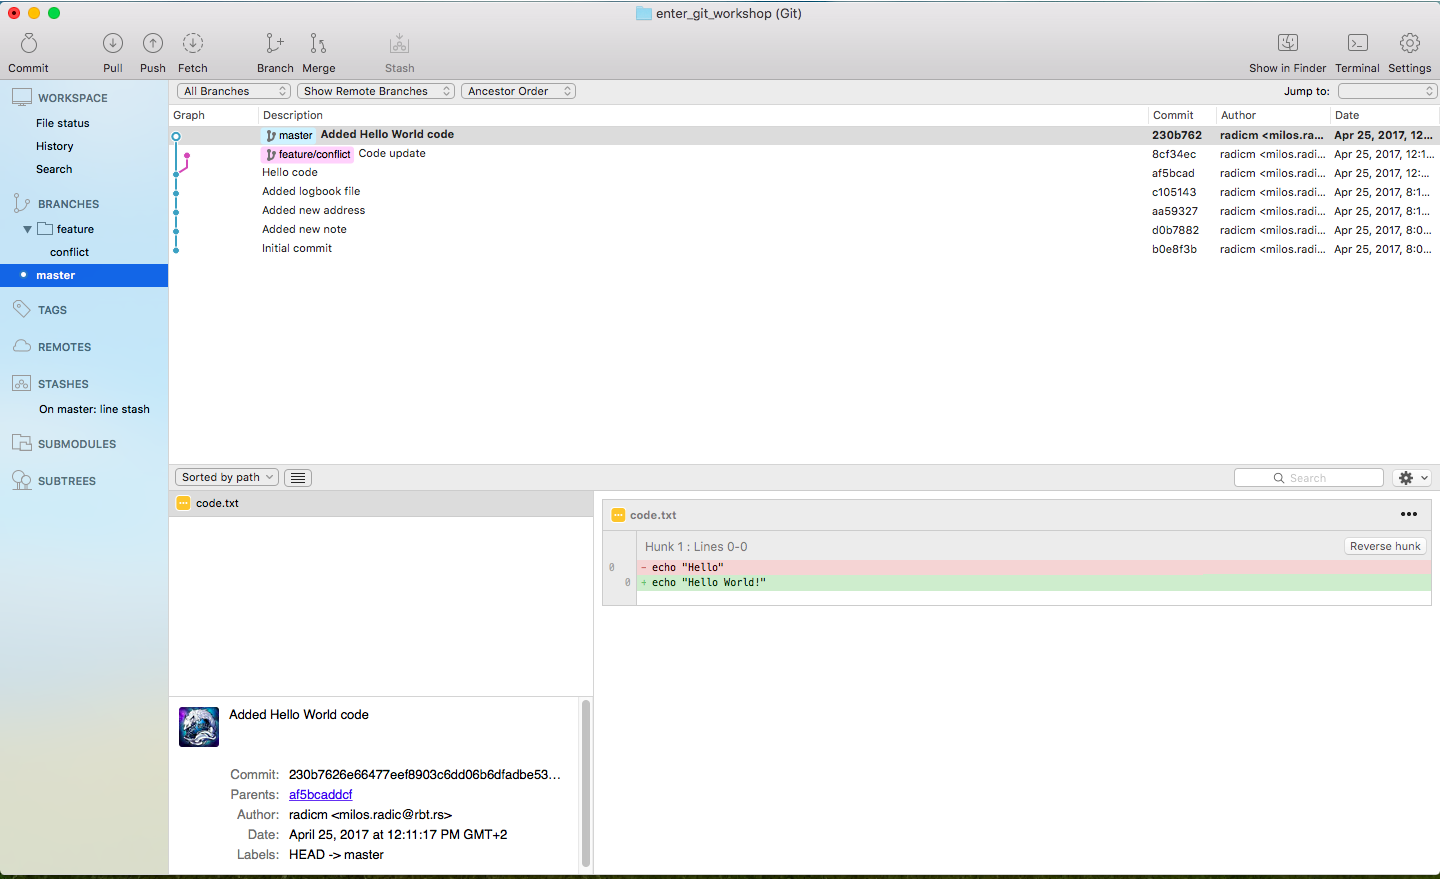 enter_git_workshop (Git)
Commit Pull Push Fetch Branch Merge Stash Show in Finder Terminal Settings
WORKSPACE
File status
History
Search
BRANCHES
feature
conflict
master
TAGS
REMOTES
STASHES
On master: line stash
SUBMODULES
SUBTREES
All Branches Show Remote Branches Ancestor Order Jump to:
Graph Description Commit Author Date
master Added Hello World code 230b762 radicm <milos.ra... Apr 25, 2017, 12...
feature/conflict Code update 8cf34ec radicm <milos.radi... Apr 25, 2017, 12:1...
Hello code af5bcad radicm <milos.radi... Apr 25, 2017, 12:...
Added logbook file c105143 radicm <milos.radi... Apr 25, 2017, 8:1...
Added new address aa59327 radicm <milos.radi... Apr 25, 2017, 8:1...
Added new note d0b7882 radicm <milos.radi... Apr 25, 2017, 8:0...
Initial commit b0e8f3b radicm <milos.radi... Apr 25, 2017, 8:0...
Sorted by path Search
code.txt
code.txt
Hunk 1 : Lines 0-0 Reverse hunk
0 - echo "Hello"
0 + echo "Hello World!"
Added Hello World code
Commit: 230b7626e66477eef8903c6dd06b6dfadbe53...
Parents: af5bcaddcf
Author: radicm <milos.radic@rbt.rs>
Date: April 25, 2017 at 12:11:17 PM GMT+2
Labels: HEAD -> master